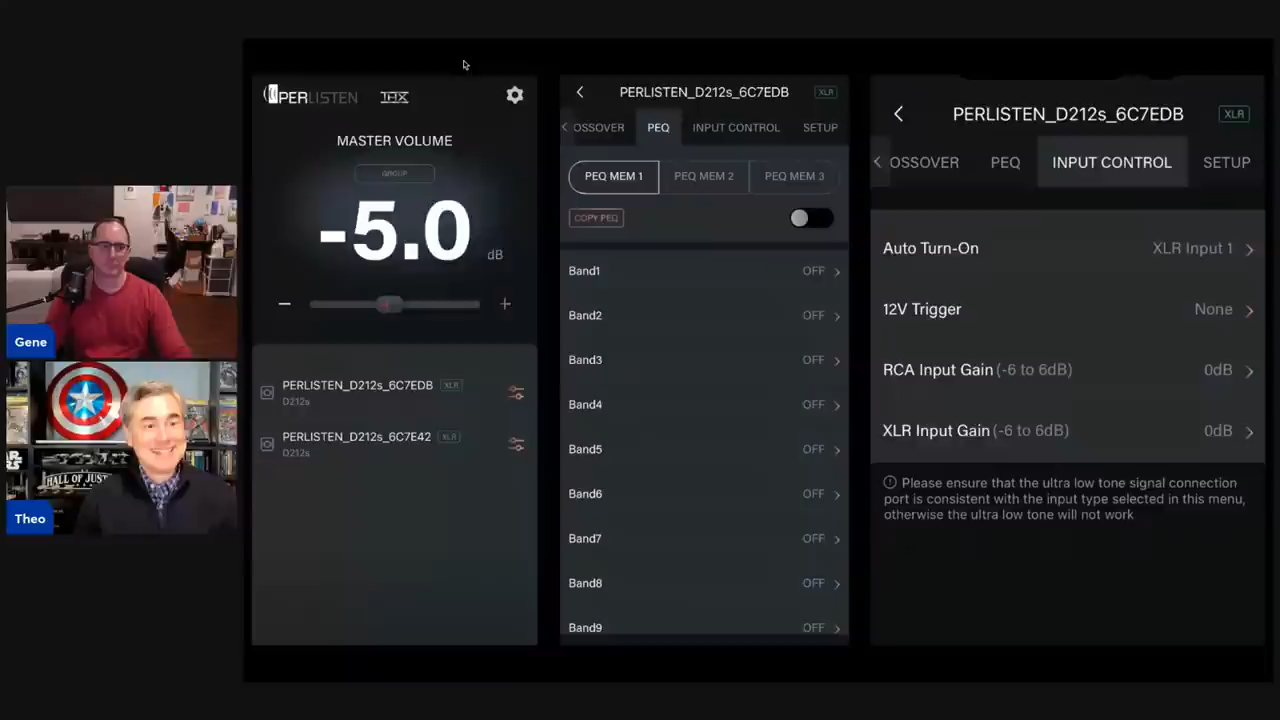 Gene
HALL OF JUST
Theo
PERLISTEN THX
MASTER VOLUME
GROUP
-5.0 dB
PERLISTEN_D212s_6C7EDB XLR
D212s
PERLISTEN_D212s_6C7E42 XLR
D212s
PERLISTEN_D212s_6C7EDB XLR
OSSOVER PEQ INPUT CONTROL SETUP
PEQ MEM 1 PEQ MEM 2 PEQ MEM 3
COPY PEQ
Band1 OFF
Band2 OFF
Band3 OFF
Band4 OFF
Band5 OFF
Band6 OFF
Band7 OFF
Band8 OFF
Band9 OFF
PERLISTEN_D212s_6C7EDB XLR
OSSOVER PEQ INPUT CONTROL SETUP
Auto Turn-On XLR Input 1
12V Trigger None
RCA Input Gain (-6 to 6dB) 0dB
XLR Input Gain (-6 to 6dB) 0dB
Please ensure that the ultra low tone signal connection
port is consistent with the input type selected in this menu,
otherwise the ultra low tone will not work